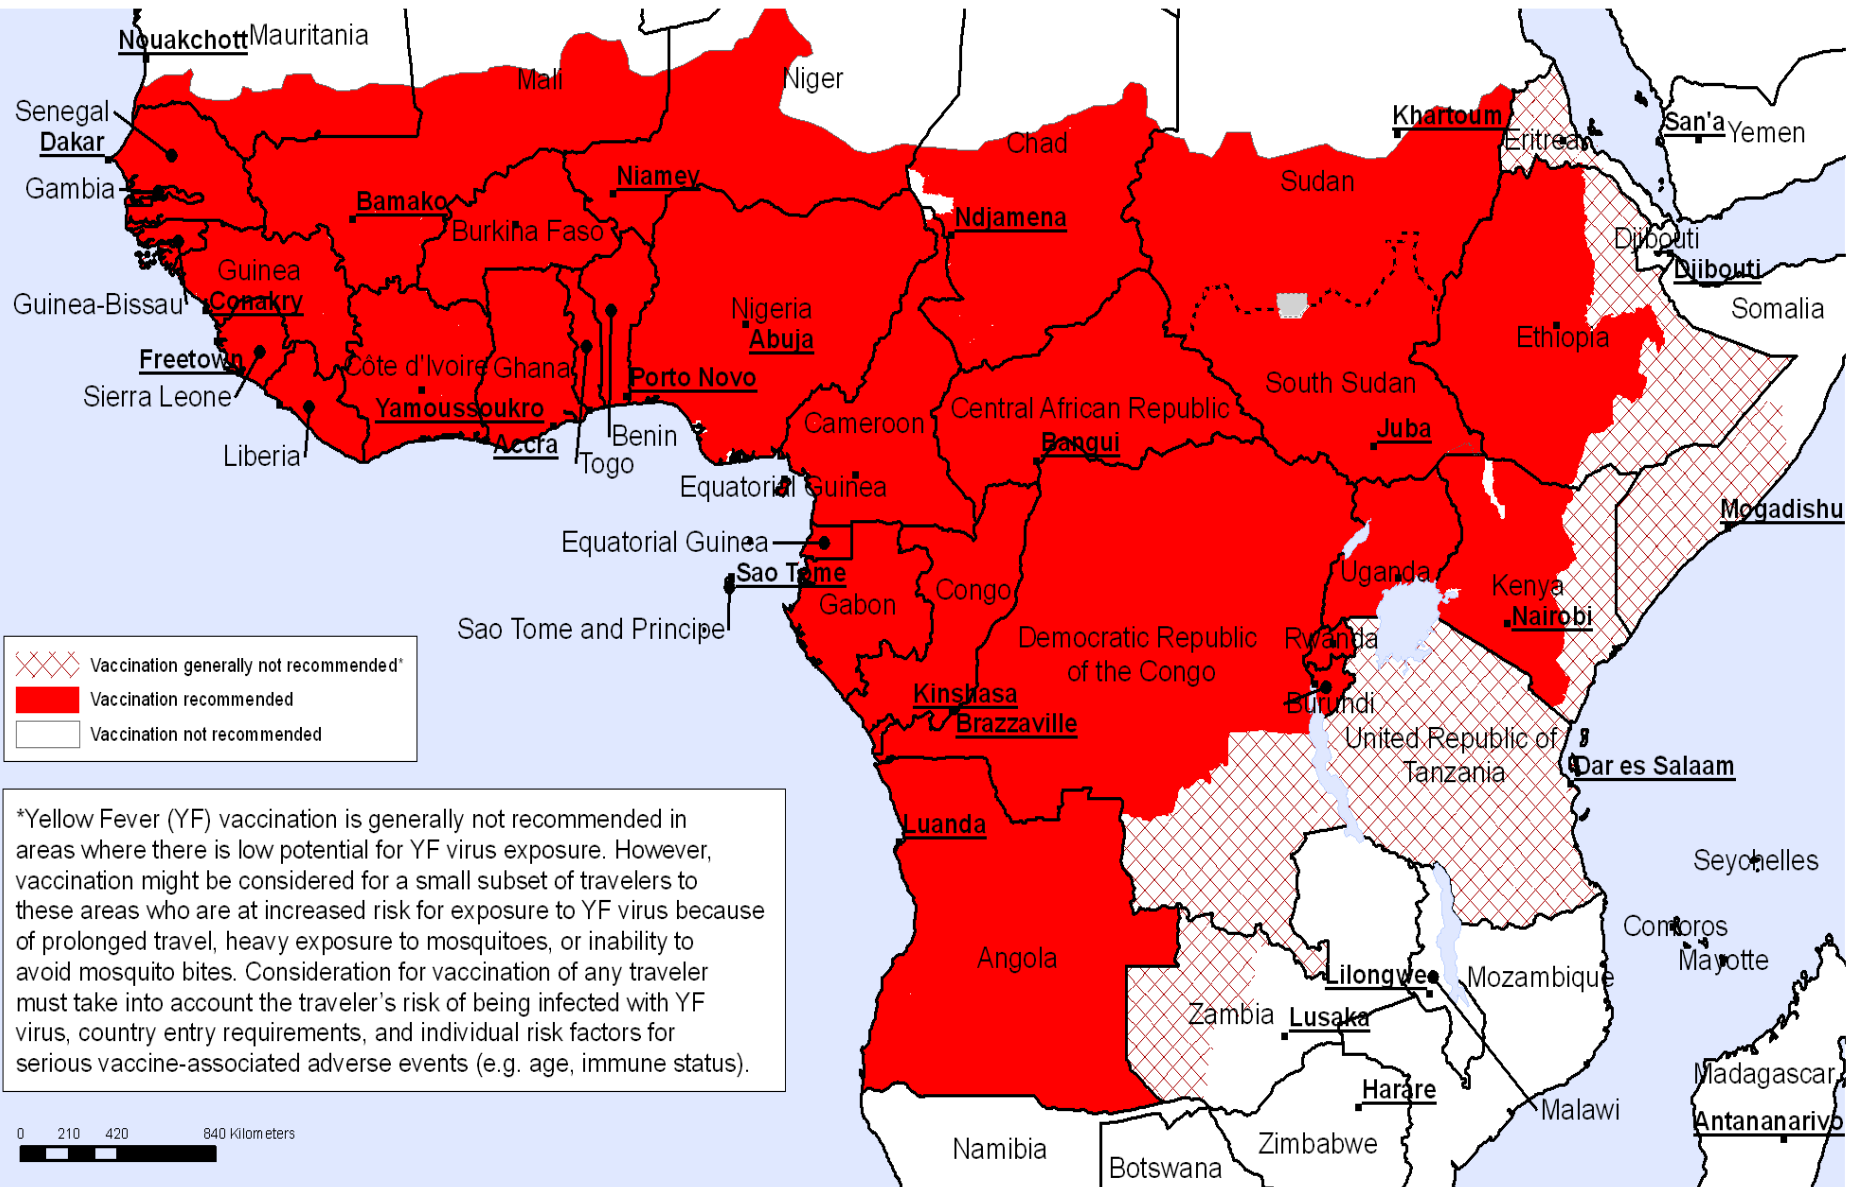 Nouakchott
Mauritania
Mali
Niger
Senegal
Dakar
Gambia
Bamako
Niamey
Burkina Faso
Chad
Ndjamena
Khartoum
Sudan
Eritrea
San'a
Yemen
Djibouti
Djibouti
Somalia
Guinea
Guinea-Bissau
Conakry
Nigeria
Abuja
Ethiopia
Freetown
Sierra Leone
Côte d'Ivoire
Ghana
Porto Novo
Yamoussoukro
Accra
Benin
Togo
Liberia
Cameroon
Central African Republic
Bangui
South Sudan
Juba
Equatorial Guinea
Equatorial Guinea
Sao Tome
Sao Tome and Principe
Gabon
Congo
Democratic Republic
of the Congo
Uganda
Kenya
Nairobi
Mogadishu
Rwanda
Burundi
Kinshasa
Brazzaville
United Republic of
Tanzania
Dar es Salaam
Luanda
Angola
Seychelles
Comoros
Mayotte
Lilongwe
Mozambique
Zambia
Lusaka
Harare
Malawi
Madagascar
Antananarivo
Namibia
Botswana
Zimbabwe
Vaccination generally not recommended*
Vaccination recommended
Vaccination not recommended
*Yellow Fever (YF) vaccination is generally not recommended in
areas where there is low potential for YF virus exposure. However,
vaccination might be considered for a small subset of travelers to
these areas who are at increased risk for exposure to YF virus because
of prolonged travel, heavy exposure to mosquitoes, or inability to
avoid mosquito bites. Consideration for vaccination of any traveler
must take into account the traveler's risk of being infected with YF
virus, country entry requirements, and individual risk factors for
serious vaccine-associated adverse events (e.g. age, immune status).
0 210 420 840 Kilometers